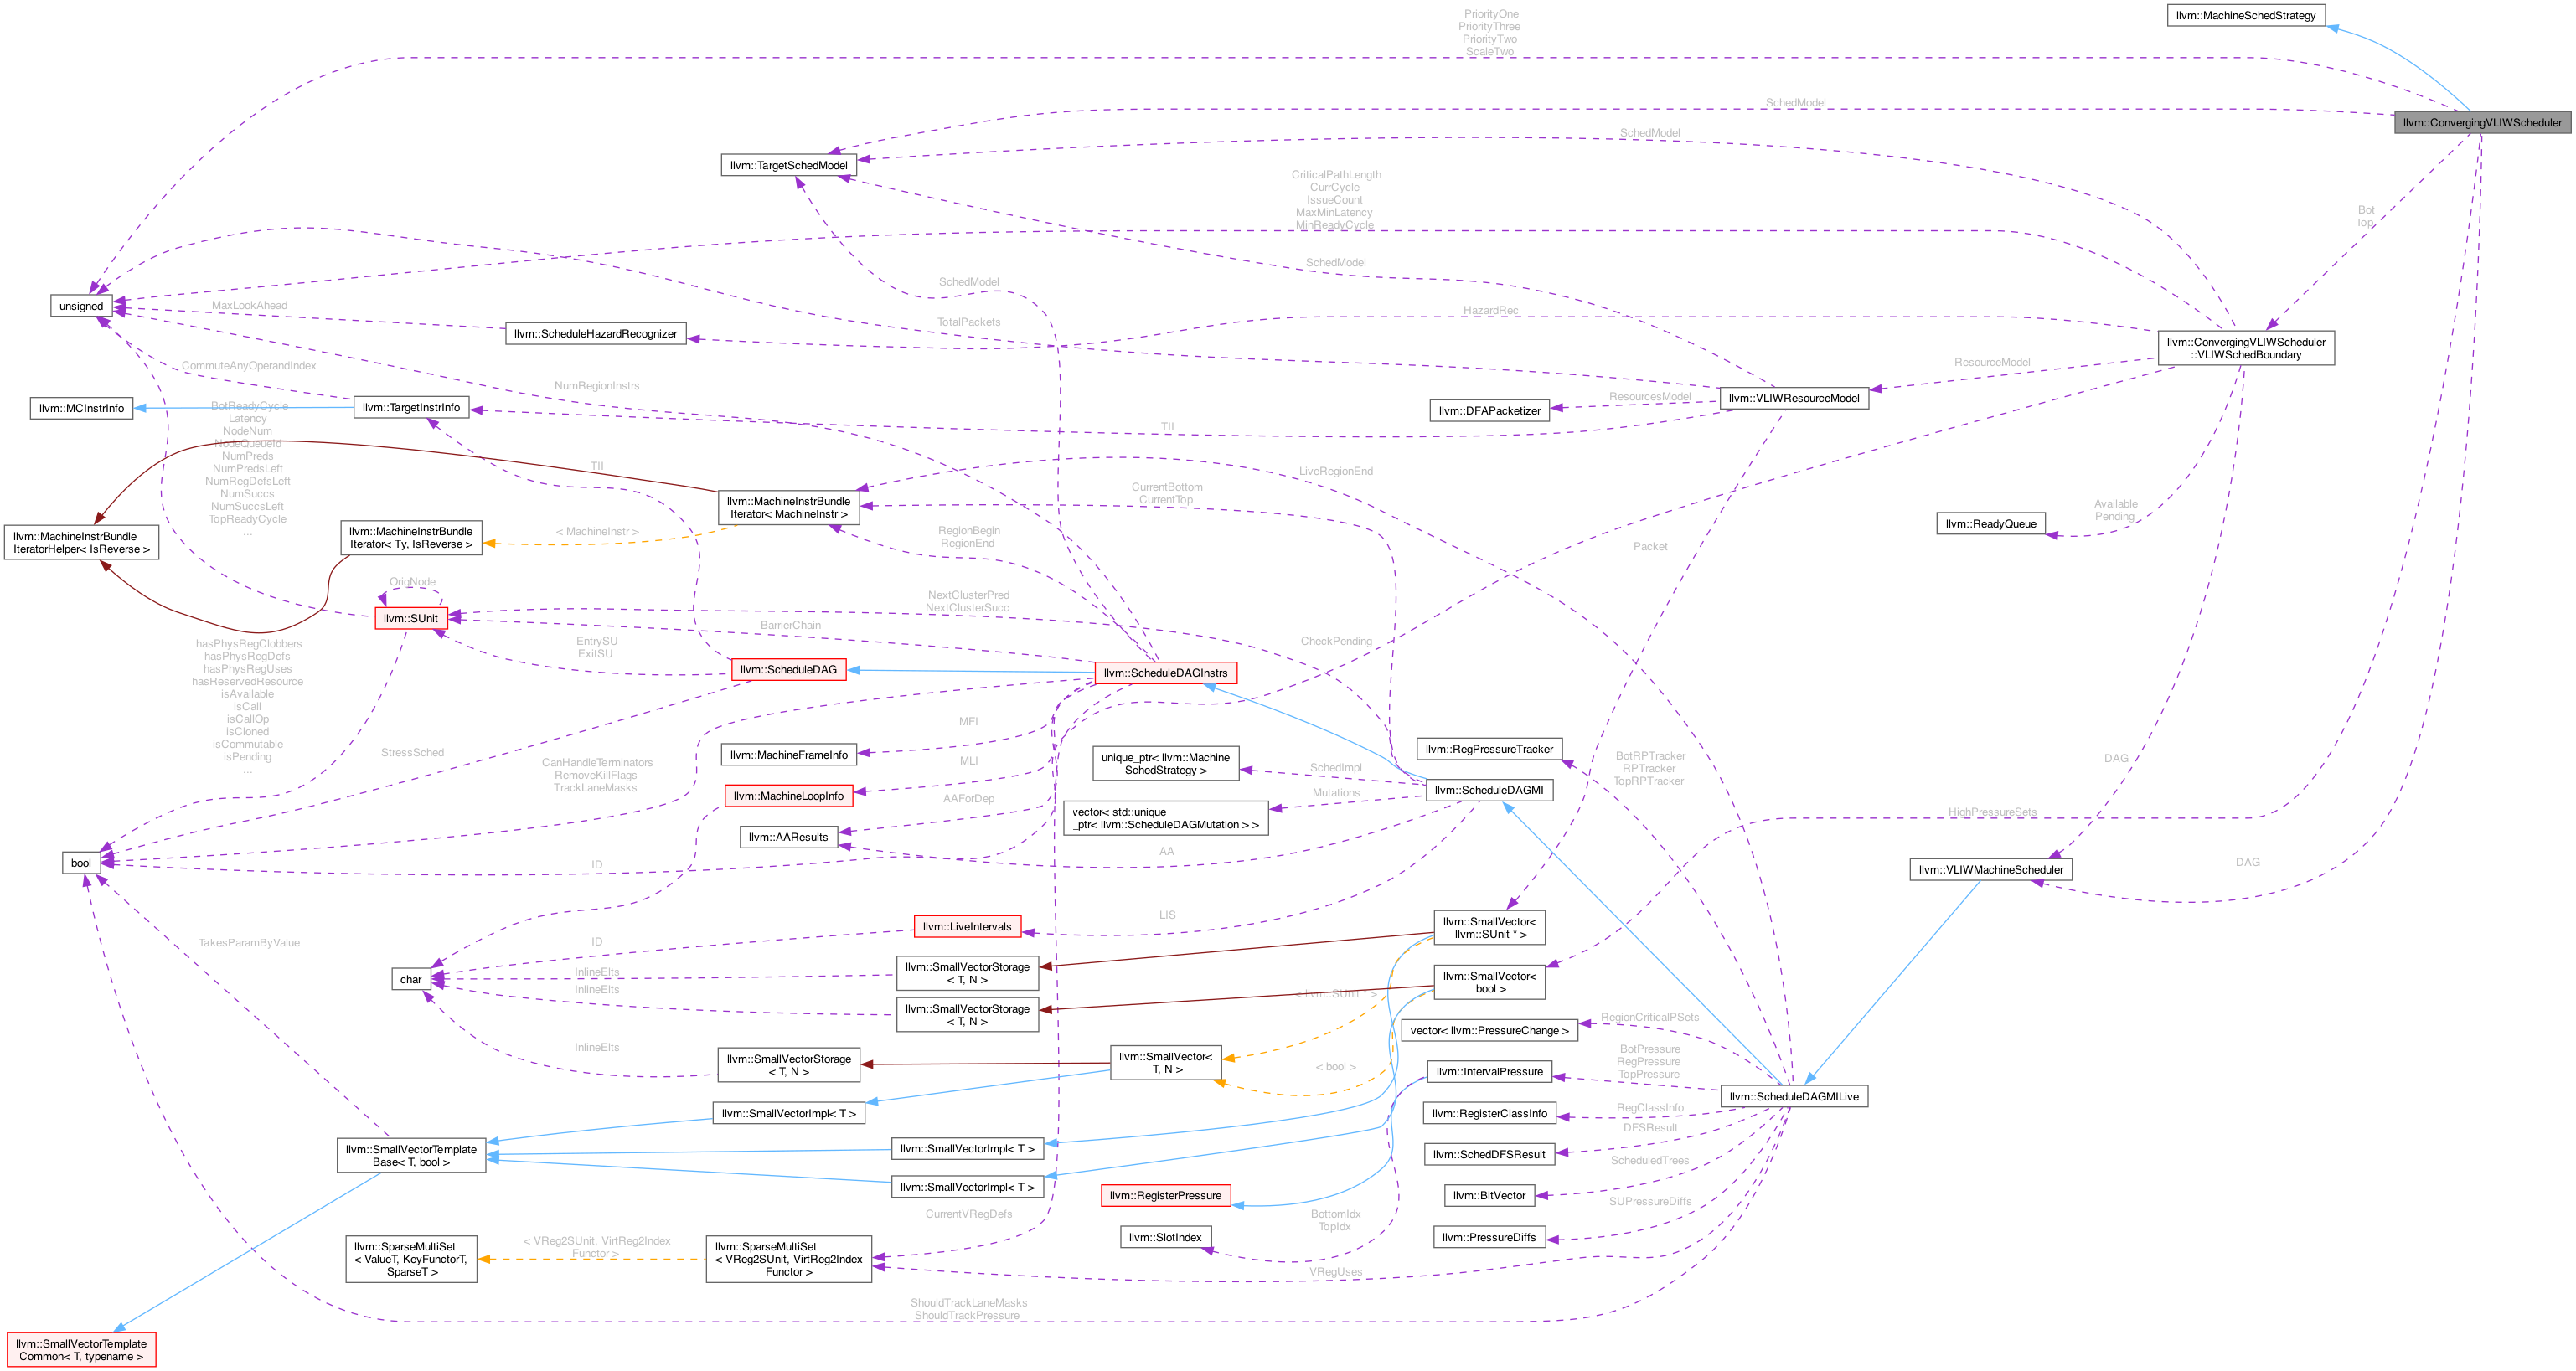 PriorityOne
PriorityThree
PriorityTwo
ScaleTwo
llvm::MachineSchedStrategy
SchedModel
llvm::ConvergingVLIWScheduler
SchedModel
llvm::TargetSchedModel
CriticalPathLength
CurrCycle
IssueCount
MaxMinLatency
MinReadyCycle
Bot
Top
SchedModel
SchedModel
unsigned
MaxLookAhead
HazardRec
TotalPackets
llvm::ScheduleHazardRecognizer
llvm::ConvergingVLIWScheduler
::VLIWSchedBoundary
CommuteAnyOperandIndex
ResourceModel
NumRegionInstrs
ResourcesModel
llvm::VLIWResourceModel
llvm::MCInstrInfo
llvm::TargetInstrInfo
llvm::DFAPacketizer
BotReadyCycle
Latency
NodeNum
NodeQueueId
NumPreds
NumPredsLeft
NumRegDefsLeft
NumSuccs
NumSuccsLeft
TopReadyCycle
...
TII
TII
LiveRegionEnd
CurrentBottom
CurrentTop
llvm::MachineInstrBundle
Iterator< MachineInstr >
Available
Pending
llvm::ReadyQueue
llvm::MachineInstrBundle
IteratorHelper< IsReverse >
llvm::MachineInstrBundle
Iterator< Ty, IsReverse >
< MachineInstr >
RegionBegin
RegionEnd
Packet
OrigNode
NextClusterPred
NextClusterSucc
llvm::SUnit
BarrierChain
EntrySU
ExitSU
CheckPending
hasPhysRegClobbers
hasPhysRegDefs
hasPhysRegUses
hasReservedResource
isAvailable
isCall
isCallOp
isCloned
isCommutable
isPending
...
llvm::ScheduleDAG
llvm::ScheduleDAGInstrs
MFI
StressSched
llvm::MachineFrameInfo
llvm::RegPressureTracker
CanHandleTerminators
RemoveKillFlags
TrackLaneMasks
MLI
unique_ptr< llvm::Machine
SchedStrategy >
SchedImpl
BotRPTracker
RPTracker
TopRPTracker
DAG
llvm::MachineLoopInfo
AAForDep
Mutations
llvm::ScheduleDAGMI
vector< std::unique
_ptr< llvm::ScheduleDAGMutation > >
HighPressureSets
llvm::AAResults
AA
bool
ID
DAG
llvm::VLIWMachineScheduler
LIS
llvm::LiveIntervals
llvm::SmallVector<
llvm::SUnit * >
TakesParamByValue
ID
char
InlineElts
llvm::SmallVectorStorage
< T, N >
llvm::SmallVector<
bool >
InlineElts
< llvm::SUnit * >
llvm::SmallVectorStorage
< T, N >
RegionCriticalPSets
vector< llvm::PressureChange >
InlineElts
llvm::SmallVectorStorage
< T, N >
llvm::SmallVector<
T, N >
< bool >
llvm::IntervalPressure
BotPressure
RegPressure
TopPressure
llvm::ScheduleDAGMILive
llvm::SmallVectorImpl< T >
llvm::RegisterClassInfo
RegClassInfo
DFSResult
llvm::SmallVectorTemplate
Base< T, bool >
llvm::SmallVectorImpl< T >
llvm::SchedDFSResult
ScheduledTrees
llvm::SmallVectorImpl< T >
llvm::RegisterPressure
llvm::BitVector
SUPressureDiffs
CurrentVRegDefs
BottomIdx
TopIdx
llvm::SlotIndex
llvm::PressureDiffs
llvm::SparseMultiSet
< ValueT, KeyFunctorT,
SparseT >
< VReg2SUnit, VirtReg2Index
Functor >
llvm::SparseMultiSet
< VReg2SUnit, VirtReg2Index
Functor >
VRegUses
ShouldTrackLaneMasks
ShouldTrackPressure
llvm::SmallVectorTemplate
Common< T, typename >